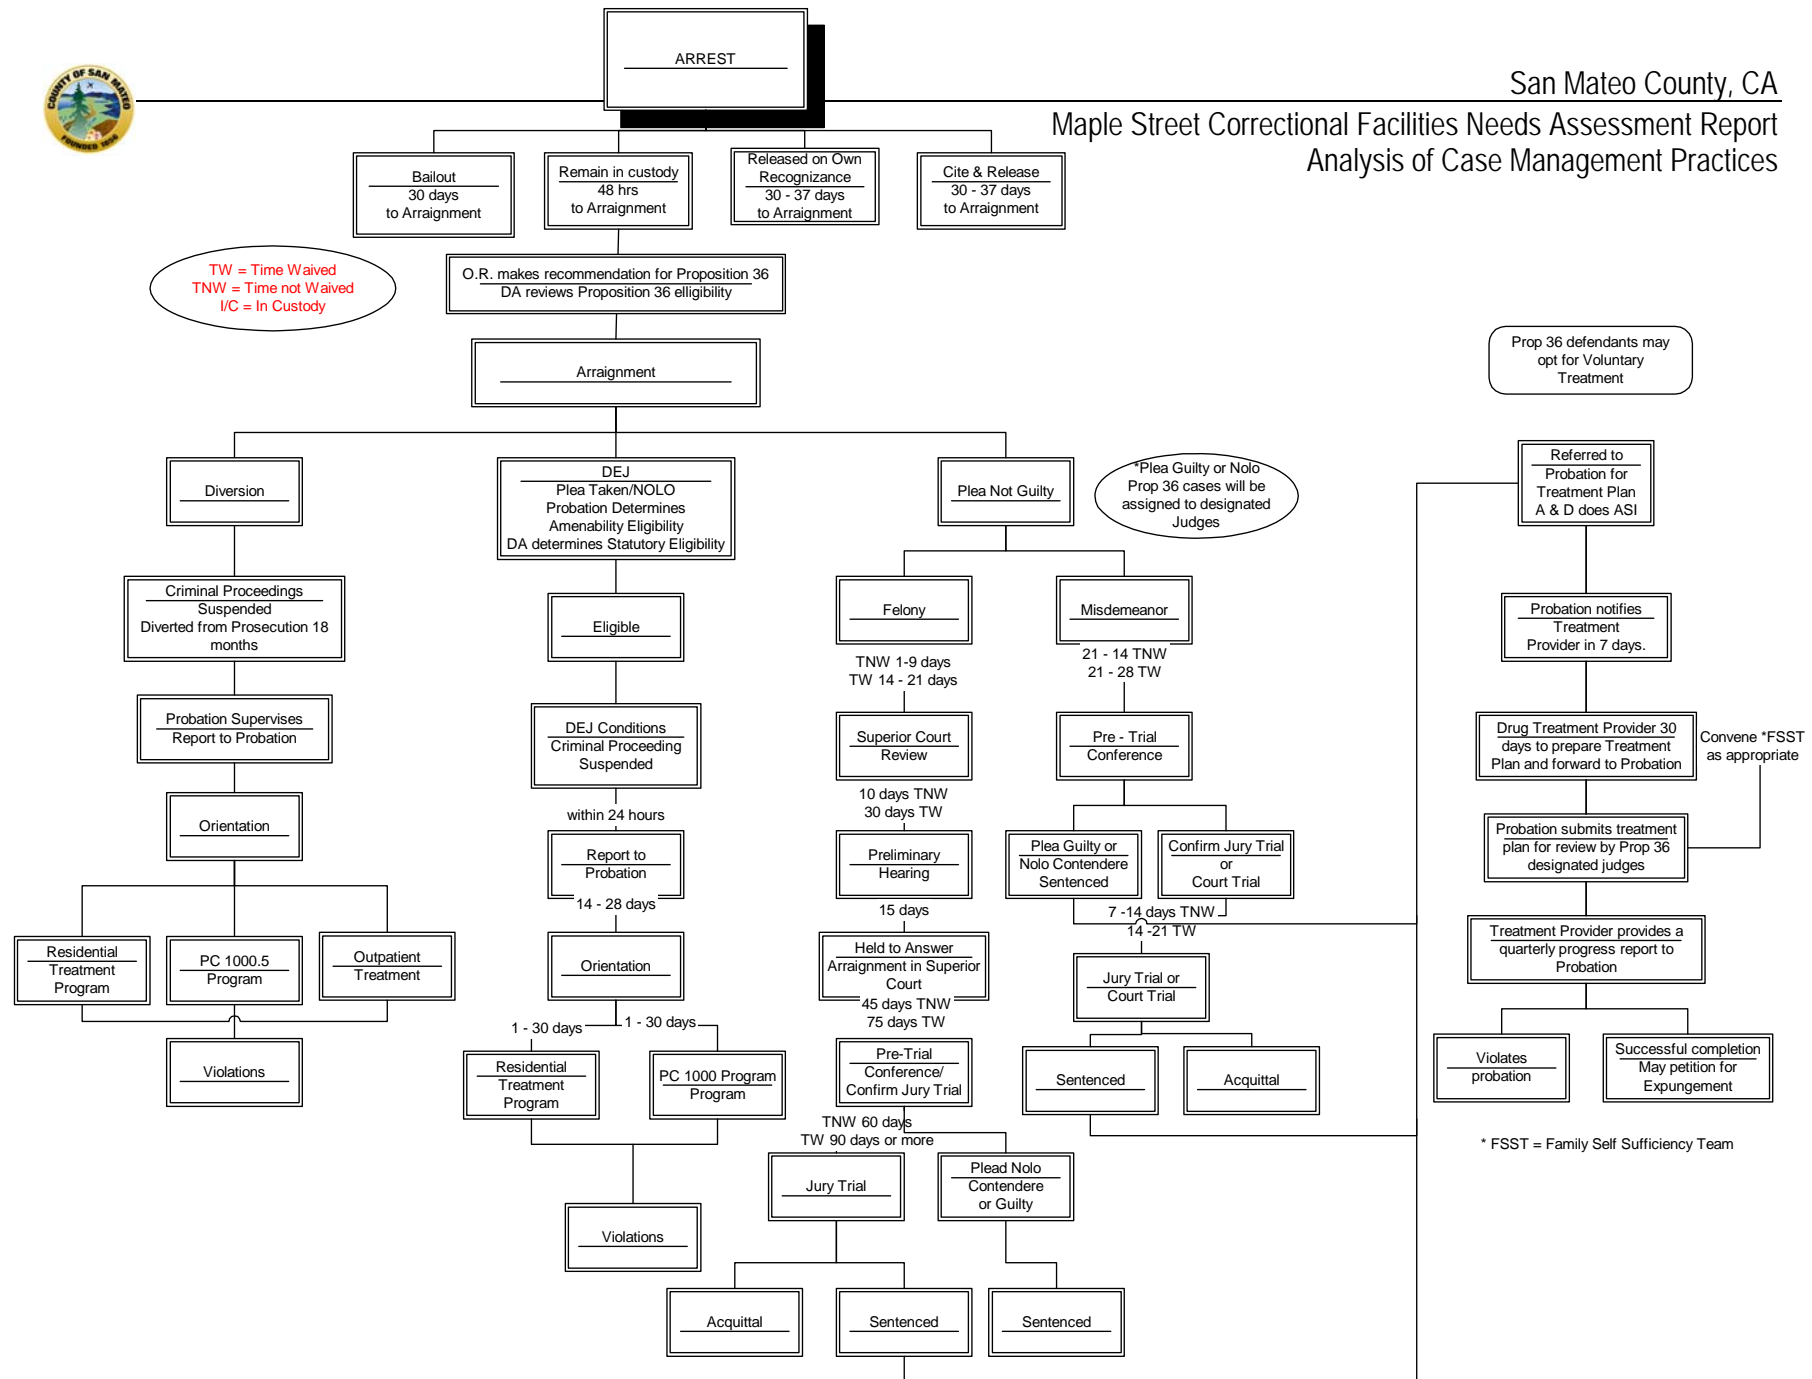 ARREST
COUNTY OF SAN MATEO
FOUNDED 1856
San Mateo County, CA
Maple Street Correctional Facilities Needs Assessment Report
Analysis of Case Management Practices
Bailout
30 days
to Arraignment
Remain in custody
48 hrs
to Arraignment
Released on Own
Recognizance
30 - 37 days
to Arraignment
Cite & Release
30 - 37 days
to Arraignment
TW = Time Waived
TNW = Time not Waived
I/C = In Custody
O.R. makes recommendation for Proposition 36
DA reviews Proposition 36 elligibility
Arraignment
Prop 36 defendants may
opt for Voluntary
Treatment
Diversion
DEJ
Plea Taken/NOLO
Probation Determines
Amenability Eligibility
DA determines Statutory Eligibility
Plea Not Guilty
*Plea Guilty or Nolo
Prop 36 cases will be
assigned to designated
Judges
Referred to
Probation for
Treatment Plan
A & D does ASI
Criminal Proceedings
Suspended
Diverted from Prosecution 18
months
Eligible
Felony
Misdemeanor
Probation notifies
Treatment
Provider in 7 days.
TNW 1-9 days
TW 14 - 21 days
21 - 14 TNW
21 - 28 TW
Probation Supervises
Report to Probation
DEJ Conditions
Criminal Proceeding
Suspended
Superior Court
Review
Pre - Trial
Conference
Drug Treatment Provider 30
days to prepare Treatment
Plan and forward to Probation
Convene *FSST
as appropriate
within 24 hours
10 days TNW
30 days TW
Orientation
Report to
Probation
Preliminary
Hearing
Plea Guilty or
Nolo Contendere
Sentenced
Confirm Jury Trial
or
Court Trial
Probation submits treatment
plan for review by Prop 36
designated judges
14 - 28 days
15 days
7 -14 days TNW
14 -21 TW
Residential
Treatment
Program
PC 1000.5
Program
Outpatient
Treatment
Orientation
Held to Answer
Arraignment in Superior
Court
Jury Trial or
Court Trial
Treatment Provider provides a
quarterly progress report to
Probation
45 days TNW
75 days TW
1 - 30 days
1 - 30 days
Violations
Residential
Treatment
Program
PC 1000 Program
Program
Pre-Trial
Conference/
Confirm Jury Trial
Sentenced
Acquittal
Violates
probation
Successful completion
May petition for
Expungement
TNW 60 days
TW 90 days or more
* FSST = Family Self Sufficiency Team
Jury Trial
Plead Nolo
Contendere
or Guilty
Violations
Acquittal
Sentenced
Sentenced